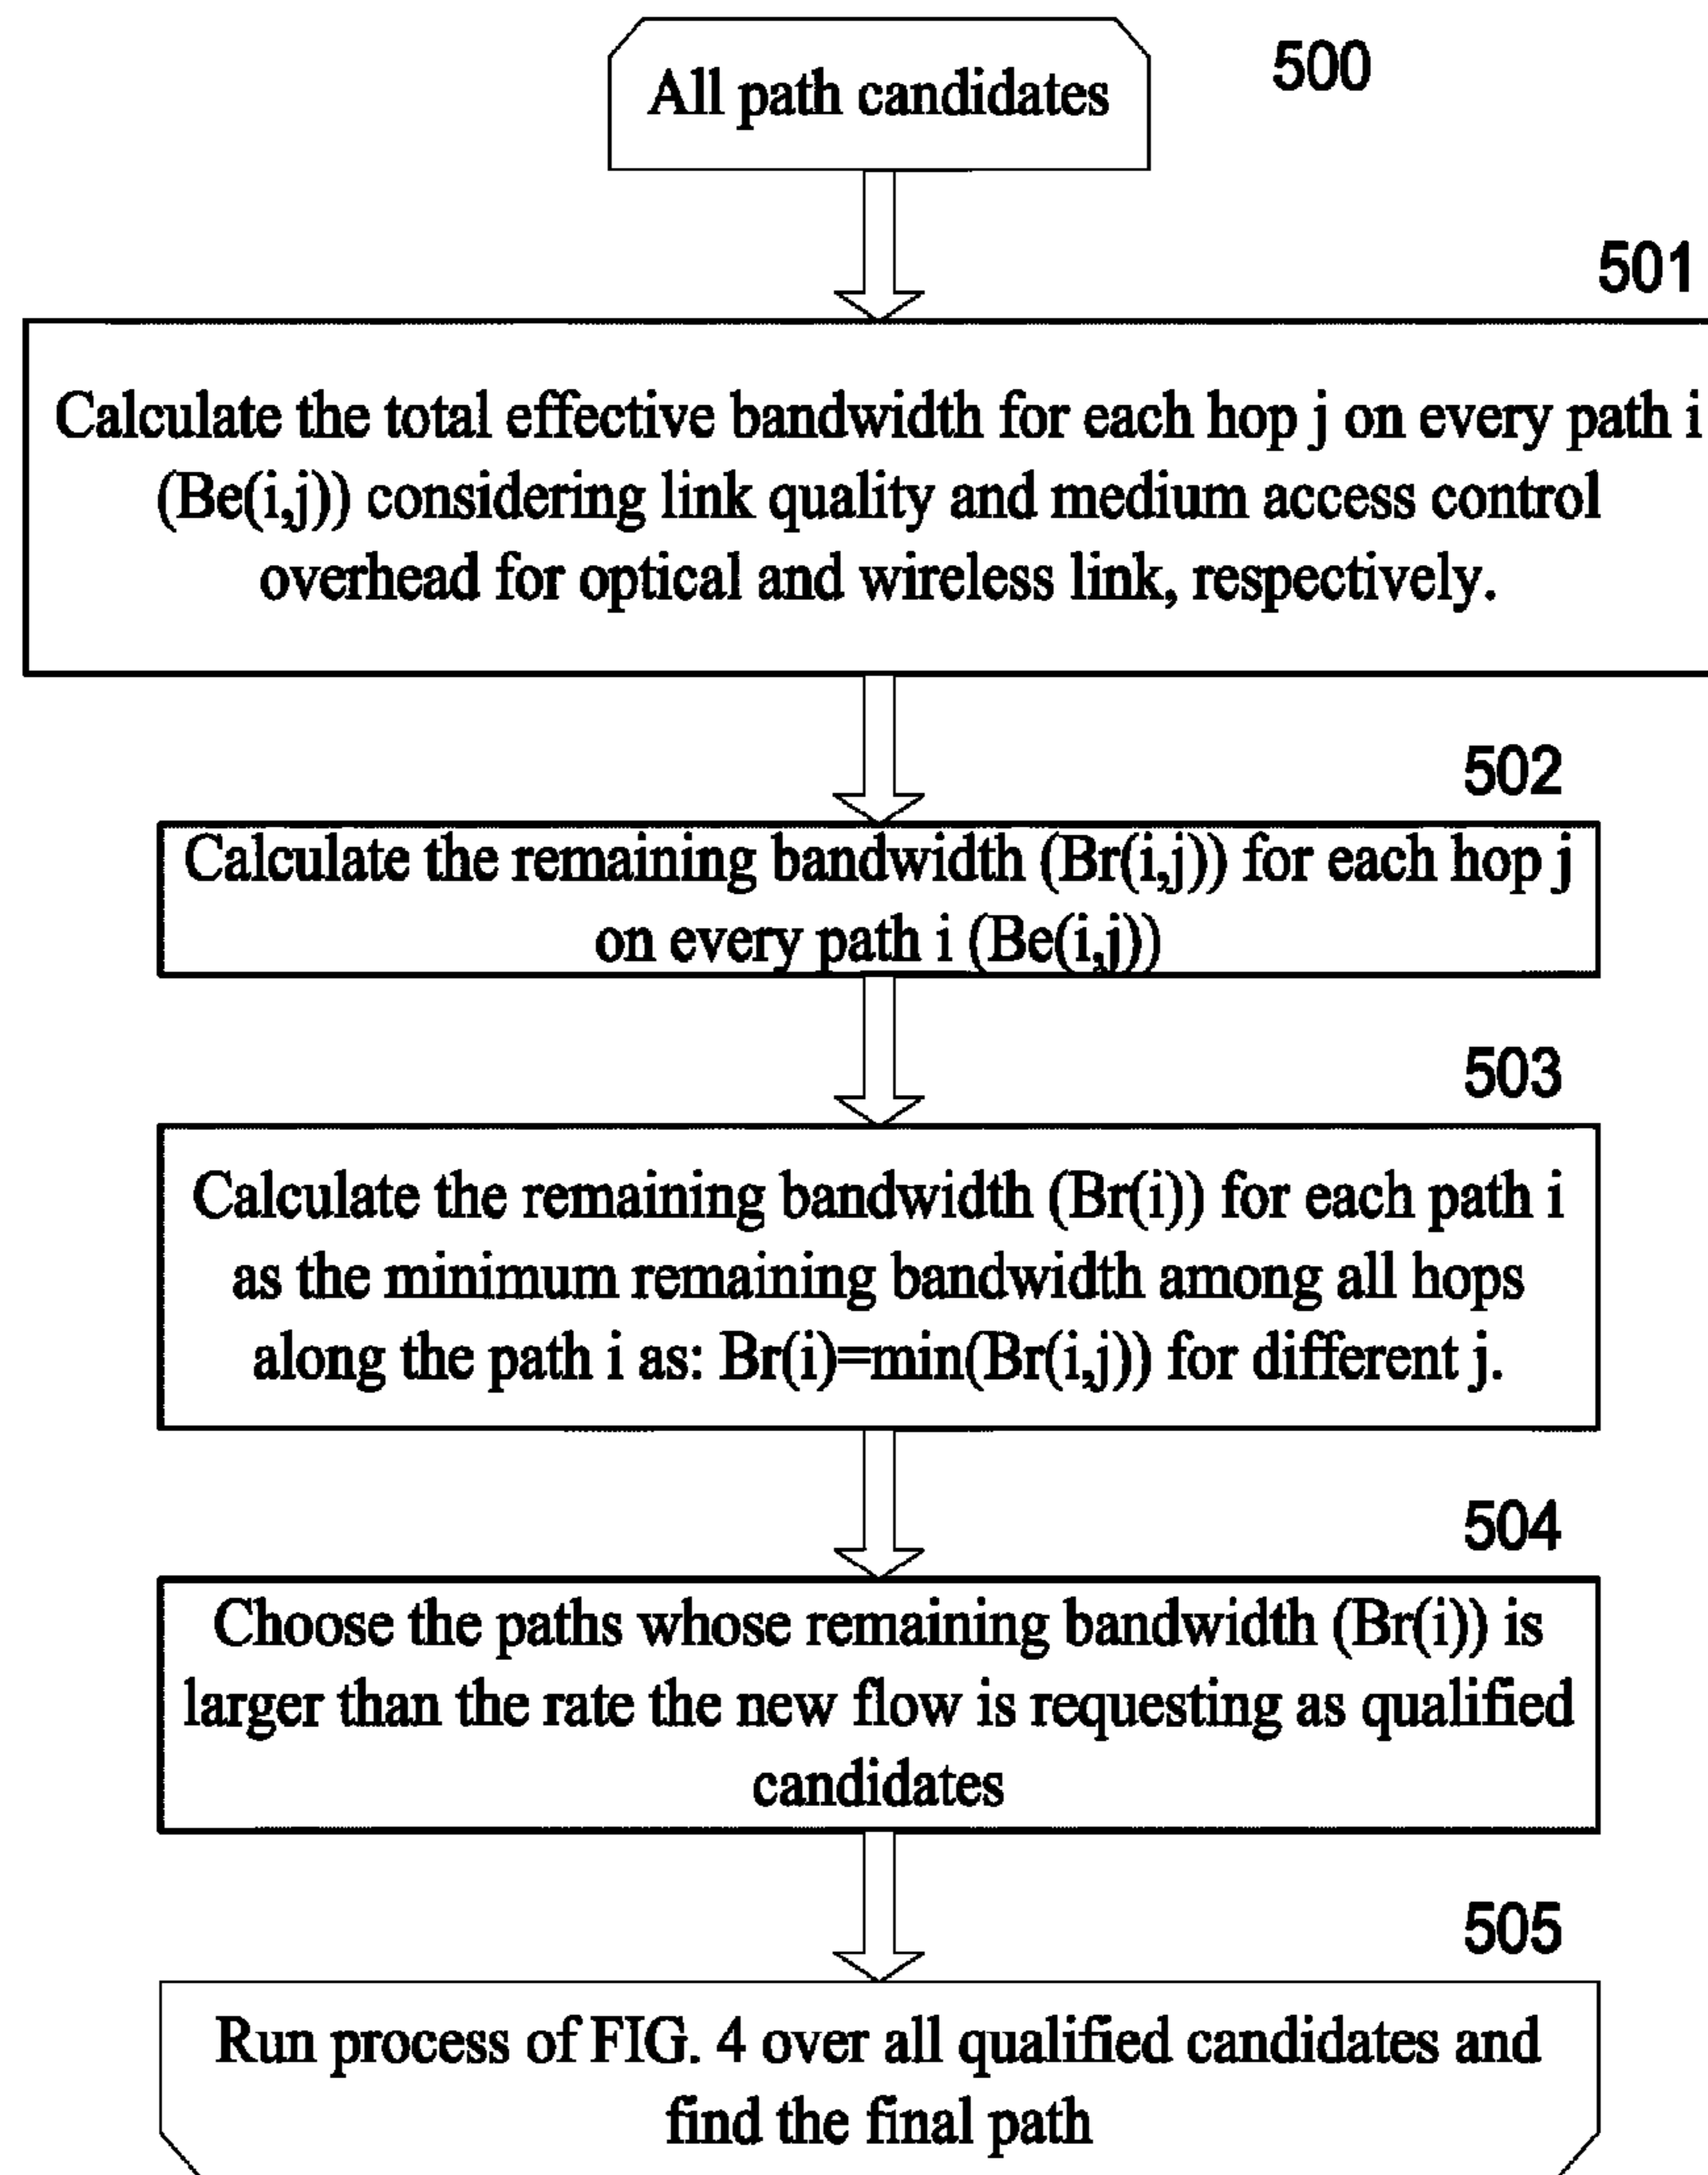 All path candidates
500
501
Calculate the total effective bandwidth for each hop j on every path i
(Be(i,j)) considering link quality and medium access control
overhead for optical and wireless link, respectively.
502
Calculate the remaining bandwidth (Br(i,j)) for each hop j
on every path i (Be(i,j))
503
Calculate the remaining bandwidth (Br(i)) for each path i
as the minimum remaining bandwidth among all hops
along the path i as: Br(i)=min(Br(i,j)) for different j.
504
Choose the paths whose remaining bandwidth (Br(i)) is
larger than the rate the new flow is requesting as qualified
candidates
505
Run process of FIG. 4 over all qualified candidates and
find the final path